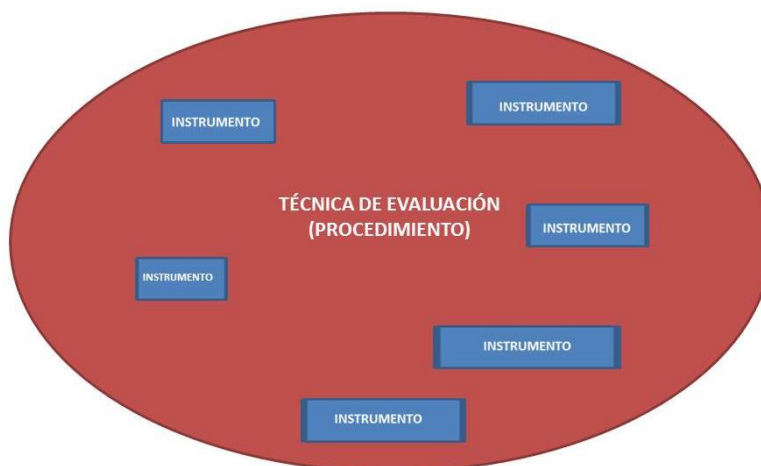 INSTRUMENTO
INSTRUMENTO
TÉCNICA DE EVALUACIÓN
(PROCEDIMIENTO)
INSTRUMENTO
INSTRUMENTO
INSTRUMENTO
INSTRUMENTO